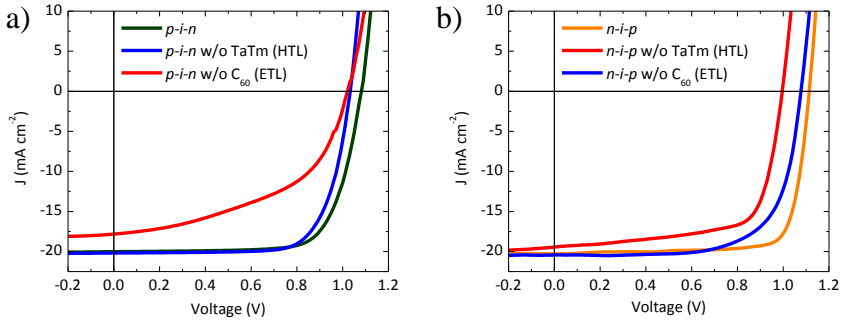 a)
10
5
0
-5
-10
-15
-20
-25
J (mA cm-2)
p-i-n
p-i-n w/o TaTm (HTL)
p-i-n w/o C60 (ETL)
-0.2 0.0 0.2 0.4 0.6 0.8 1.0 1.2
Voltage (V)
b)
10
5
0
-5
-10
-15
-20
-25
J (mA cm-2)
n-i-p
n-i-p w/o TaTm (HTL)
n-i-p w/o C60 (ETL)
-0.2 0.0 0.2 0.4 0.6 0.8 1.0 1.2
Voltage (V)